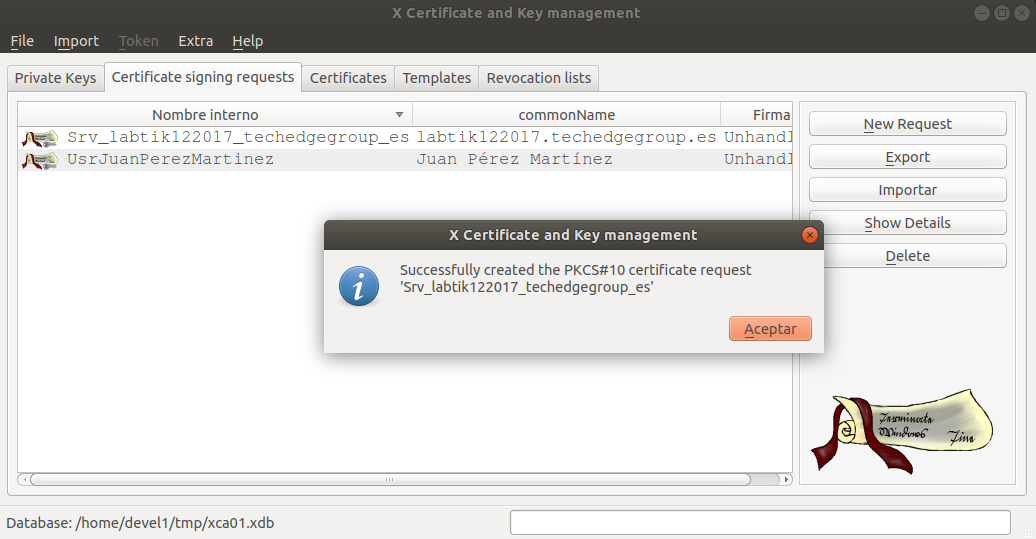 X Certificate and Key management
File Import Token Extra Help
Private Keys Certificate signing requests Certificates Templates Revocation lists
Nombre interno commonName Firma
Srv_labtik122017_techedgegroup_es labtik122017.techedgegroup.es Unhandl
UsrJuanPerezMartinez Juan Pérez Martínez Unhandl
New Request
Export
Importar
Show Details
Delete
X Certificate and Key management
Successfully created the PKCS#10 certificate request
'Srv_labtik122017_techedgegroup_es'
Aceptar
Terminate
Windows Fine
Database: /home/devel1/tmp/xca01.xdb